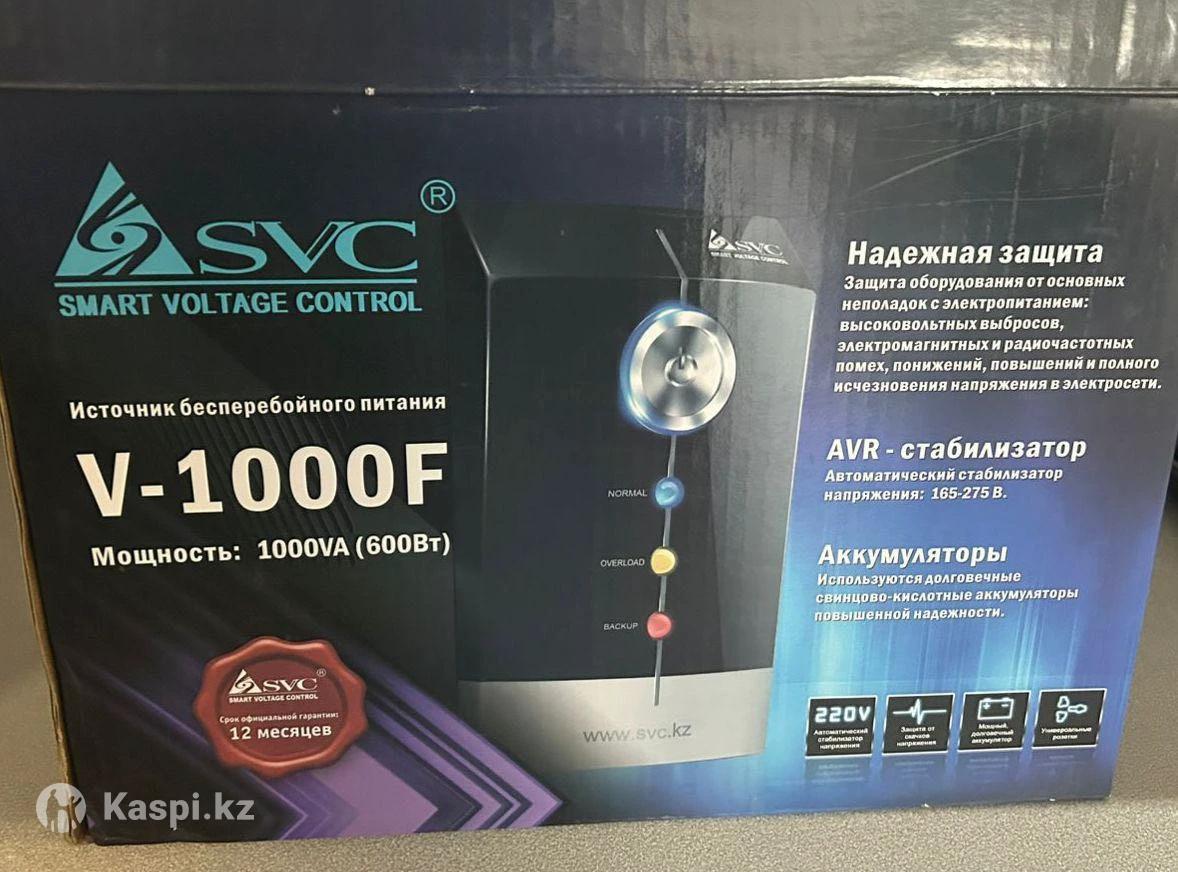 SVC®
SMART VOLTAGE CONTROL
Источник бесперебойного питания
V-1000F
Мощность: 1000VA (600Вт)
SVC®
SMART VOLTAGE CONTROL
Срок официальной гарантии:
12 месяцев
SVC
SMART VOLTAGE CONTROL
NORMAL
OVERLOAD
BACKUP
www.svc.kz
Надежная защита
Защита оборудования от основных
неполадок с электропитанием:
высоковольтных выбросов,
электромагнитных и радиочастотных
помех, понижений, повышений и полного
исчезновения напряжения в электросети.
AVR - стабилизатор
Автоматический стабилизатор
напряжения: 165-275 В.
Аккумуляторы
Используются долговечные
свинцово-кислотные аккумуляторы
повышенной надежности.
220V
Автоматический
стабилизатор
напряжения
Защита от
скачков
напряжения
Мощный,
долговечный
аккумулятор
Универсальные
розетки
Kaspi.kz